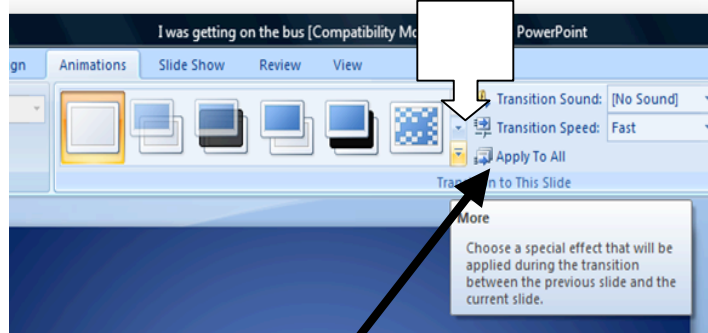 I was getting on the bus [Compatibility Mo
PowerPoint
gn Animations Slide Show Review View
Transition Sound: [No Sound]
Transition Speed: Fast
Apply To All
Tra n to This Slide
More
Choose a special effect that will be
applied during the transition
between the previous slide and the
current slide.